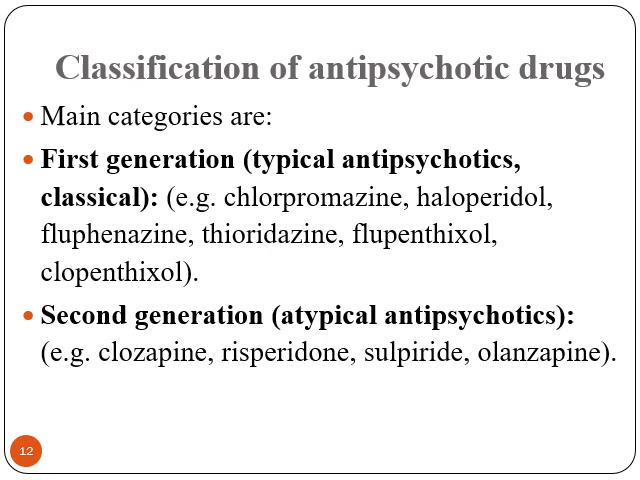 Classification of antipsychotic drugs
Main categories are:
First generation (typical antipsychotics,
classical): (e.g. chlorpromazine, haloperidol,
fluphenazine, thioridazine, flupenthixol,
clopenthixol).
Second generation (atypical antipsychotics):
(e.g. clozapine, risperidone, sulpiride, olanzapine).
12